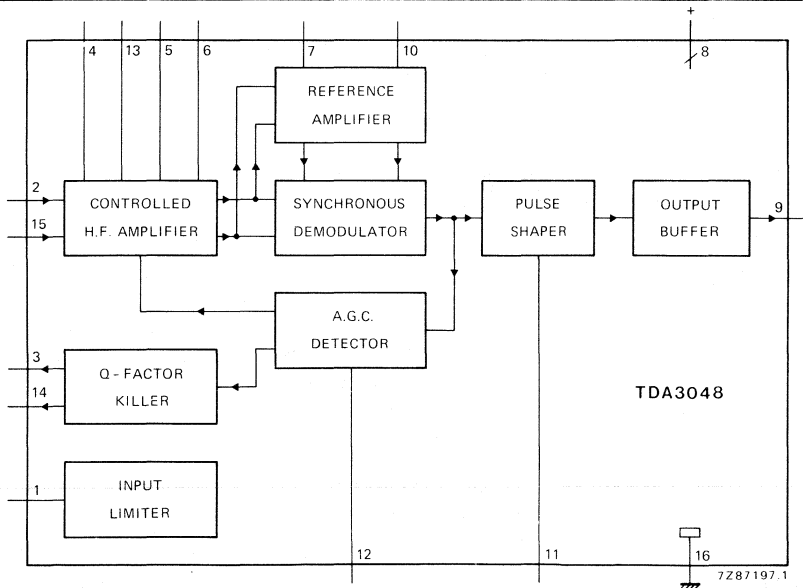 +
4 13 5 6 7 10 8
REFERENCE
AMPLIFIER
2
15
CONTROLLED
H.F. AMPLIFIER
SYNCHRONOUS
DEMODULATOR
PULSE
SHAPER
OUTPUT
BUFFER
9
A.G.C.
DETECTOR
3
14
Q-FACTOR
KILLER
TDA3048
1
INPUT
LIMITER
12 11 16
7Z87197.1